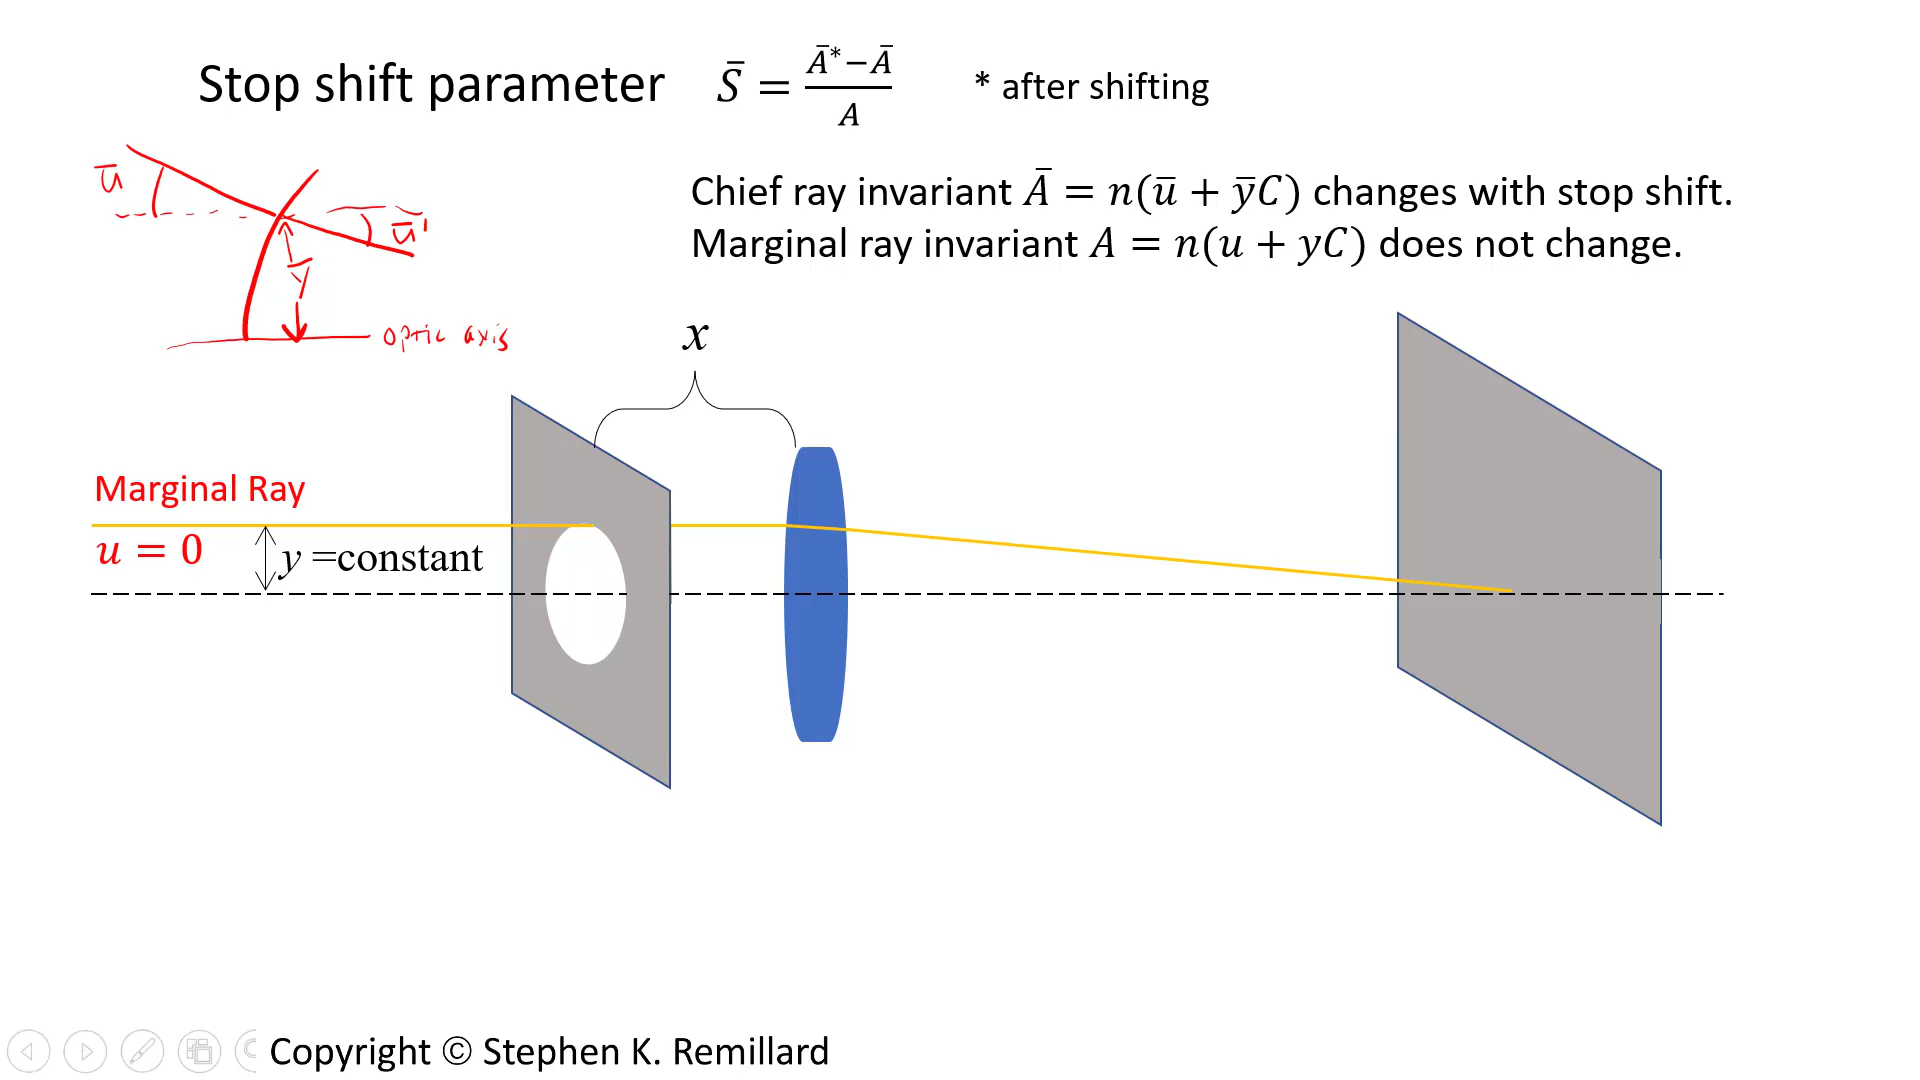 Stop shift parameter S̄ = (Ā* − Ā)/A * after shifting
Chief ray invariant Ā = n(ū + ȳC) changes with stop shift.
Marginal ray invariant A = n(u + yC) does not change.
ū
ū'
ȳ
optic axis
x
Marginal Ray
u = 0
y =constant
Copyright © Stephen K. Remillard